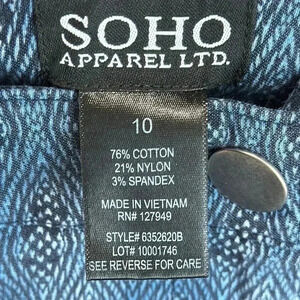 SOHO
APPAREL LTD.
10
76% COTTON
21% NYLON
3% SPANDEX
MADE IN VIETNAM
RN# 127949
STYLE# 6352620B
LOT# 10001746
SEE REVERSE FOR CARE